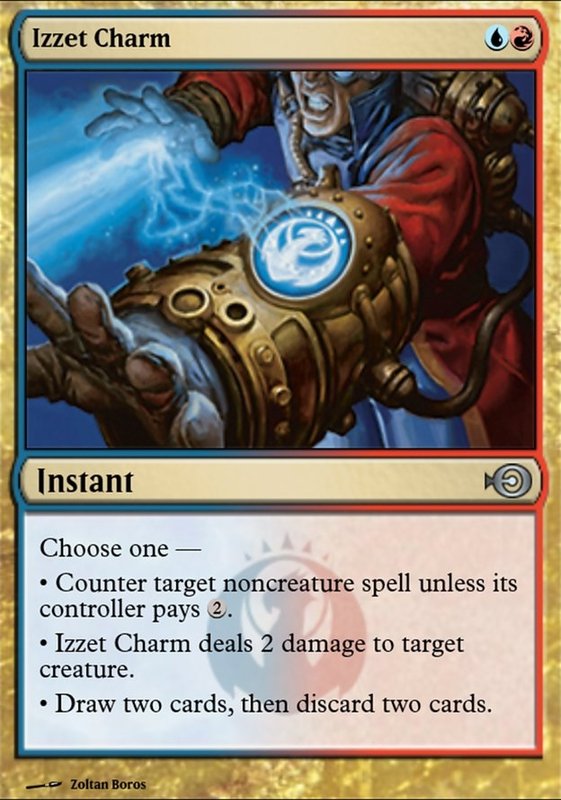 Izzet Charm
Instant
Choose one —
• Counter target noncreature spell unless its
controller pays 2.
• Izzet Charm deals 2 damage to target
creature.
• Draw two cards, then discard two cards.
Zoltan Boros